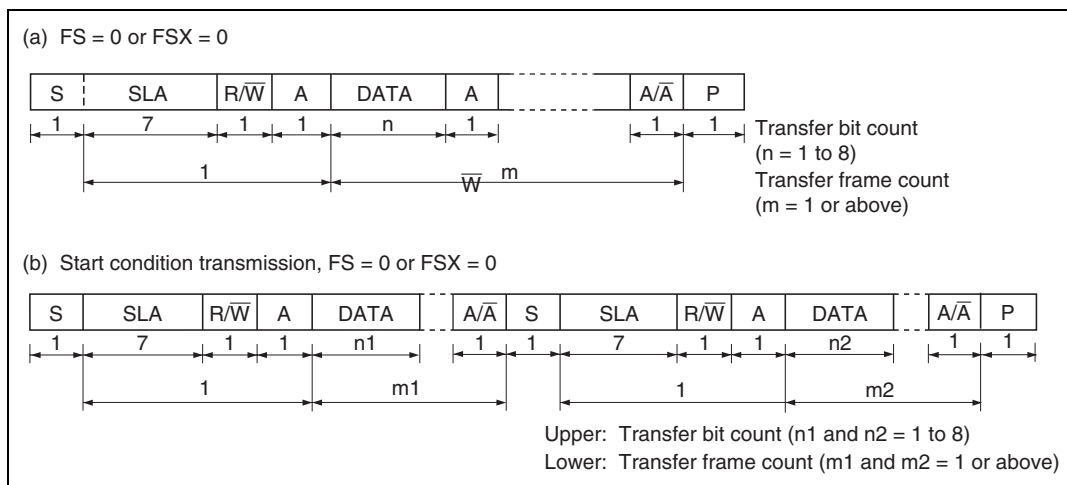 (a) FS = 0 or FSX = 0
S SLA R/W̅ A DATA A A/A̅ P
1 7 1 1 n 1 1 1
Transfer bit count
(n = 1 to 8)
1 W̅ m
Transfer frame count
(m = 1 or above)
(b) Start condition transmission, FS = 0 or FSX = 0
S SLA R/W̅ A DATA A/A̅ S SLA R/W̅ A DATA A/A̅ P
1 7 1 1 n1 1 1 7 1 1 n2 1 1
1 m1 1 m2
Upper: Transfer bit count (n1 and n2 = 1 to 8)
Lower: Transfer frame count (m1 and m2 = 1 or above)